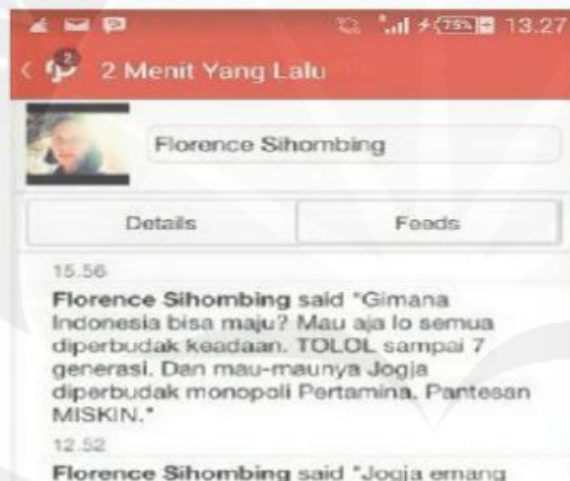 75% 13.27
2 Menit Yang Lalu
Florence Sihombing
Details Feeds
15.56
Florence Sihombing said "Gimana
Indonesia bisa maju? Mau aja lo semua
diperbudak keadaan. TOLOL sampai 7
generasi. Dan mau-maunya Jogja
diperbudak monopoli Pertamina. Pantesan
MISKIN."
12.52
Florence Sihombing said "Jogja emang